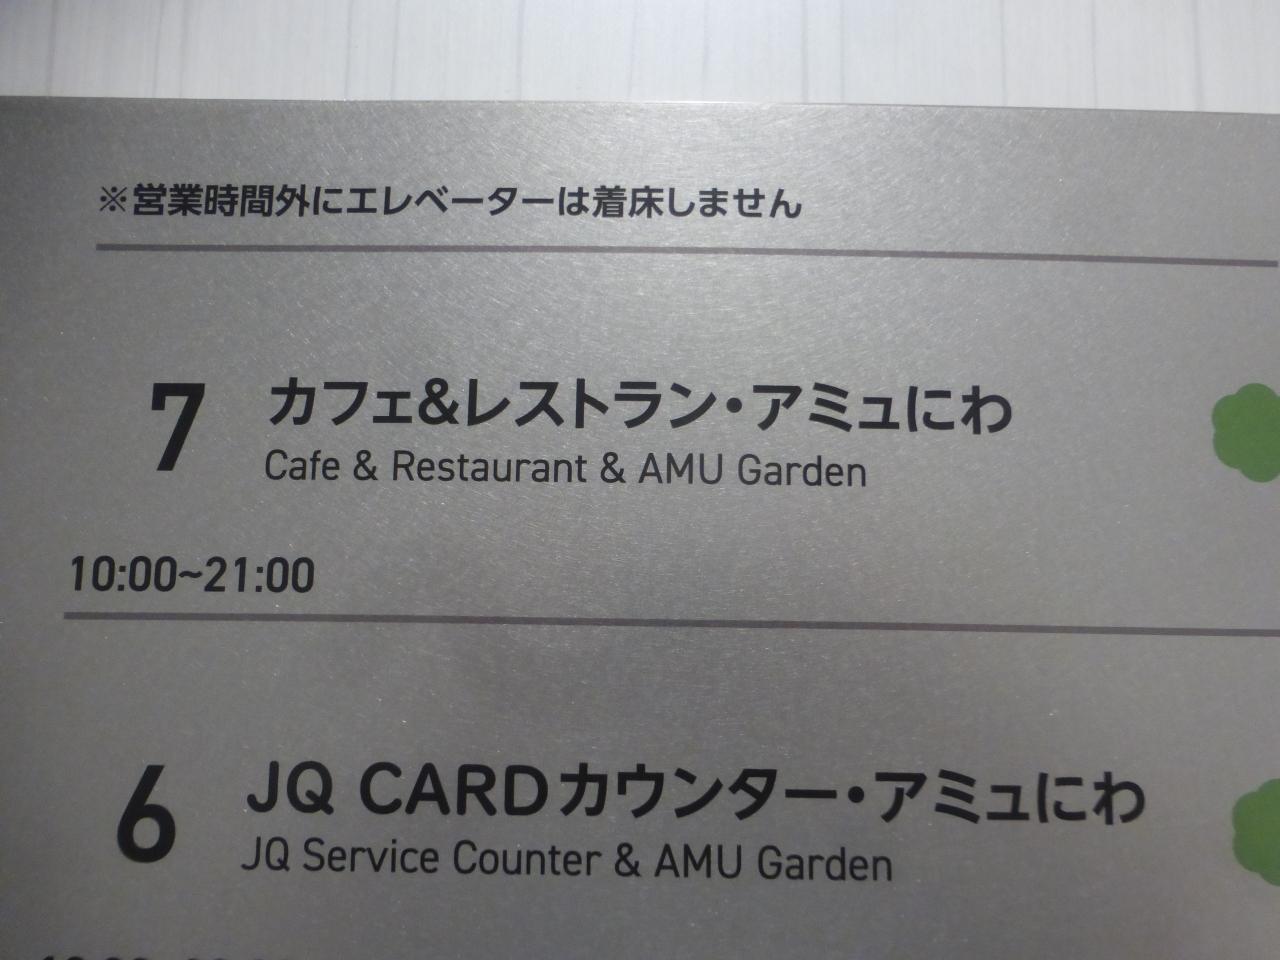 ※営業時間外にエレベーターは着床しません
7 カフェ&レストラン・アミュにわ
Cafe & Restaurant & AMU Garden
10:00~21:00
6 JQ CARDカウンター・アミュにわ
JQ Service Counter & AMU Garden